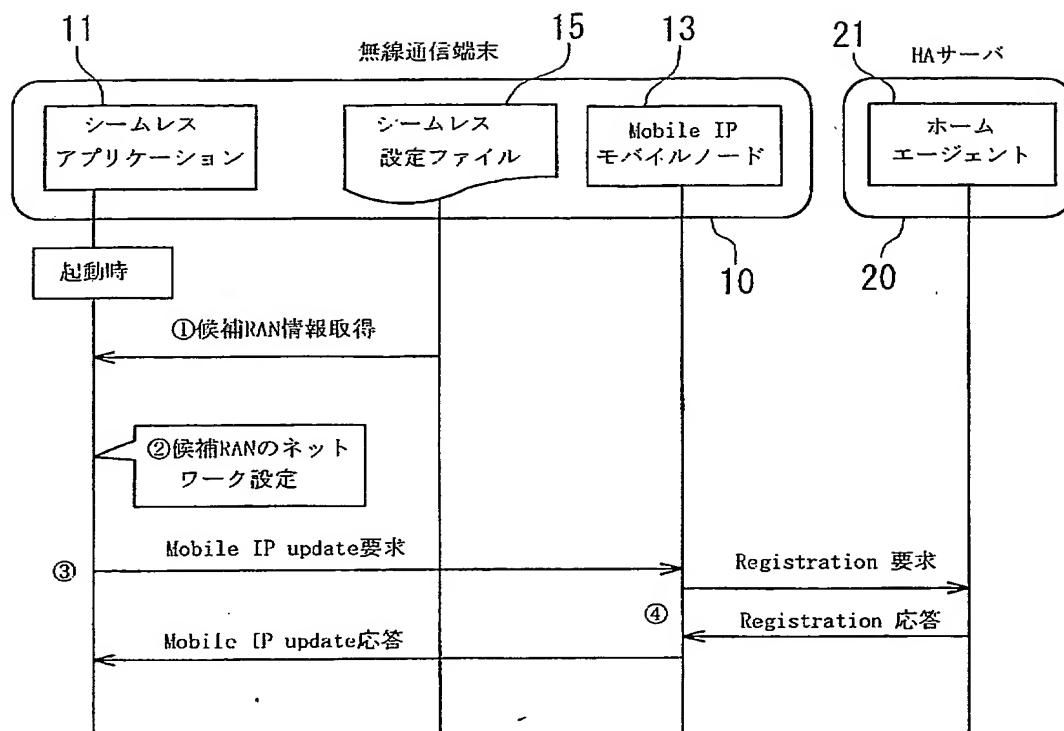 11
無線通信端末
15
13
21
HAサーバ
シームレス
アプリケーション
シームレス
設定ファイル
Mobile IP
モバイルノード
ホーム
エージェント
起動時
10
20
①候補RAN情報取得
②候補RANのネット
ワーク設定
③
Mobile IP update要求
Registration 要求
④
Registration 応答
Mobile IP update応答